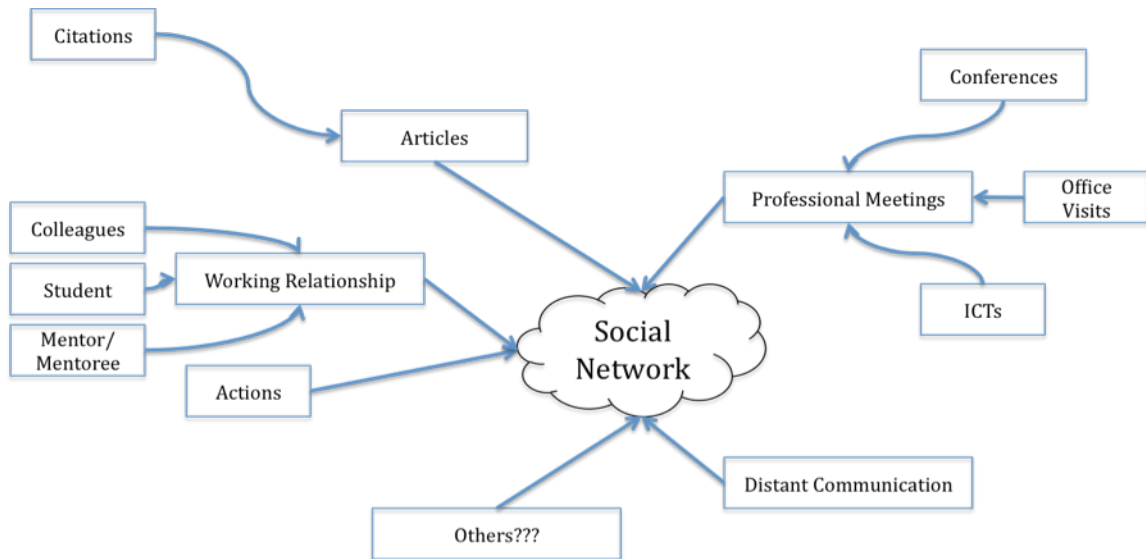 Citations
Conferences
Articles
Professional Meetings
Office
Visits
Colleagues
Working Relationship
Student
ICTs
Mentor/
Mentoree
Social
Network
Actions
Distant Communication
Others???